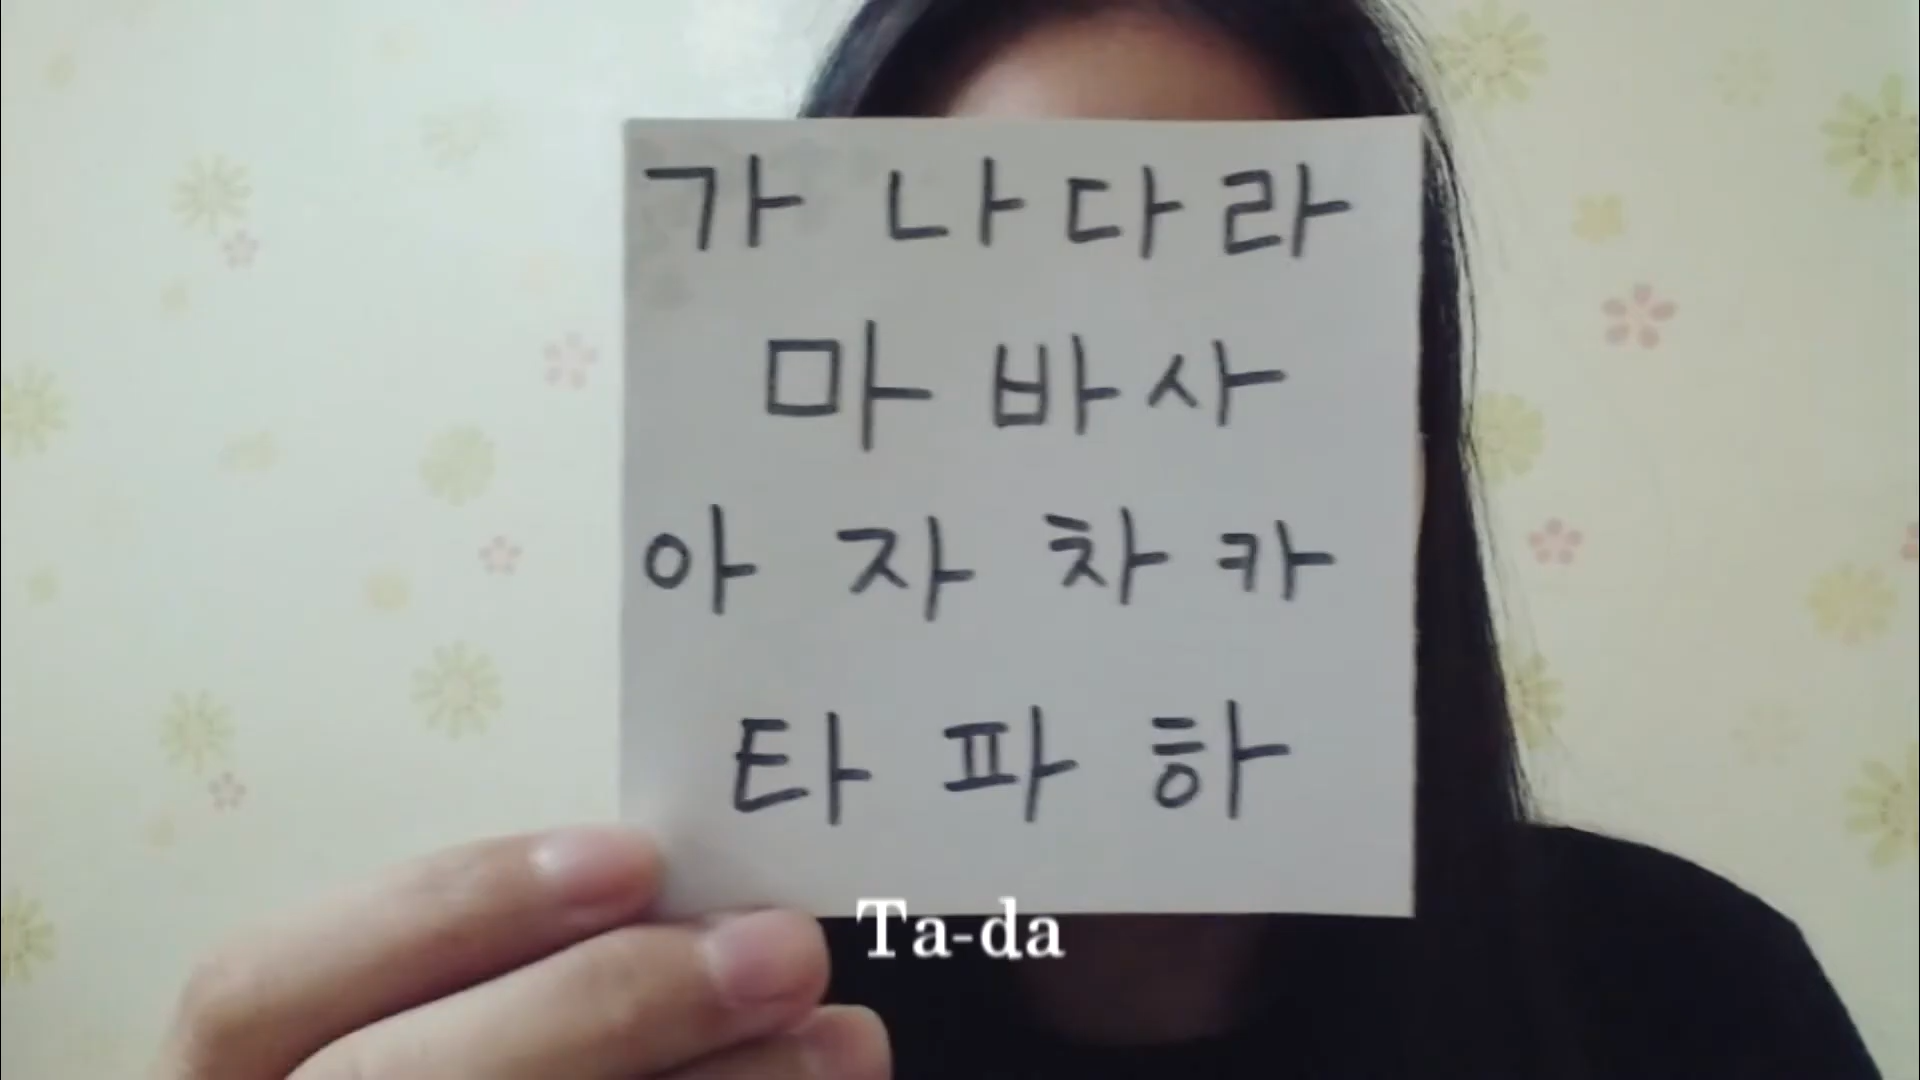 가 나 다 라
마 바 사
아 자 차 카
타 파 하
Ta-da